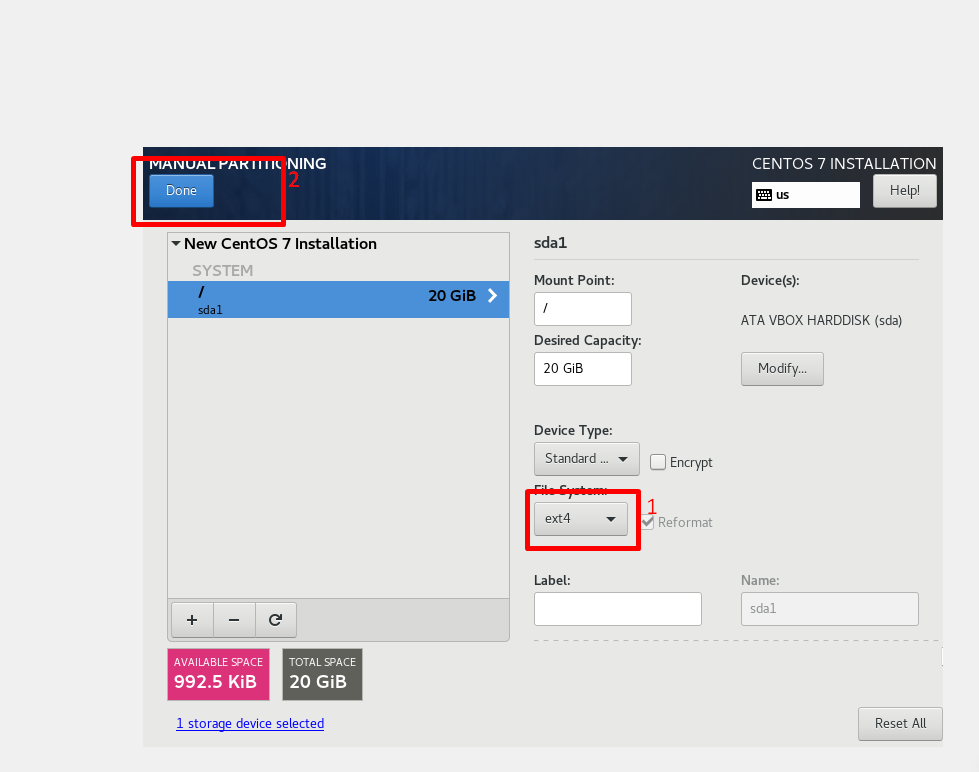 MANUAL PARTITIONING
CENTOS 7 INSTALLATION
Done
2
us
Help!
New CentOS 7 Installation
SYSTEM
/
20 GiB
sda1
sda1
Mount Point:
Device(s):
/
ATA VBOX HARDDISK (sda)
Desired Capacity:
20 GiB
Modify...
Device Type:
Standard ...
Encrypt
File System:
1
ext4
Reformat
Label:
Name:
sda1
+
−
AVAILABLE SPACE
992.5 KiB
TOTAL SPACE
20 GiB
1 storage device selected
Reset All